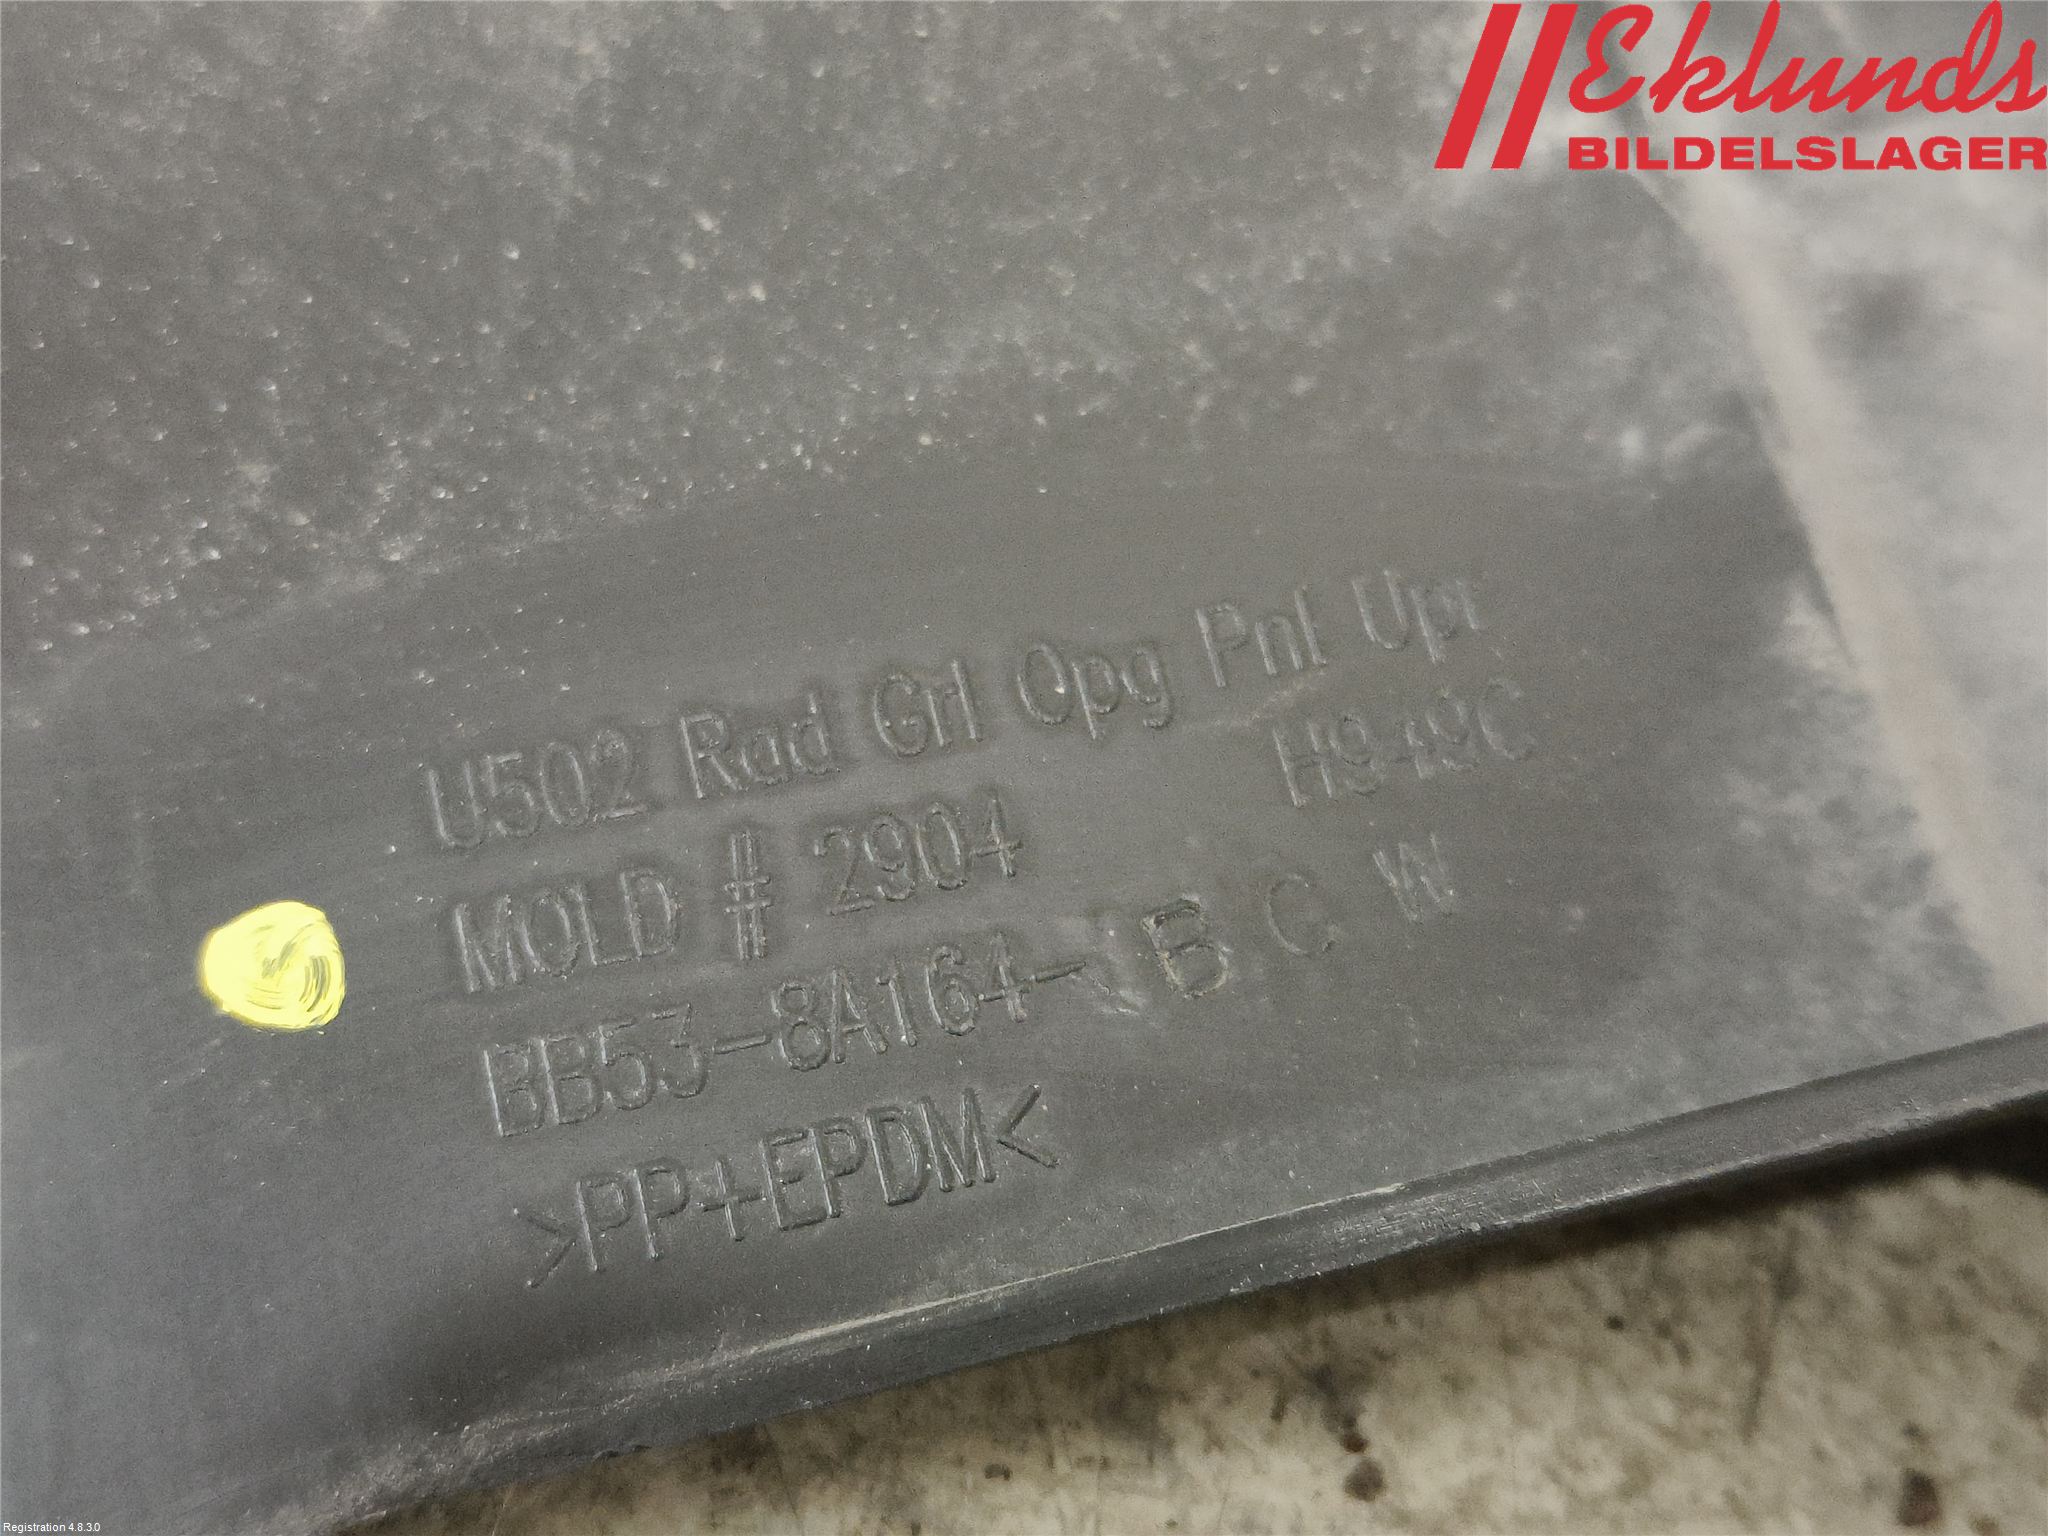 Eklunds
BILDELSLAGER
U502 Rad Grl Opg Pnl Upr
MOLD # 2904 H949C
BB53-8A164- B C W
>PP+EPDM<
Registration 4.8.3.0